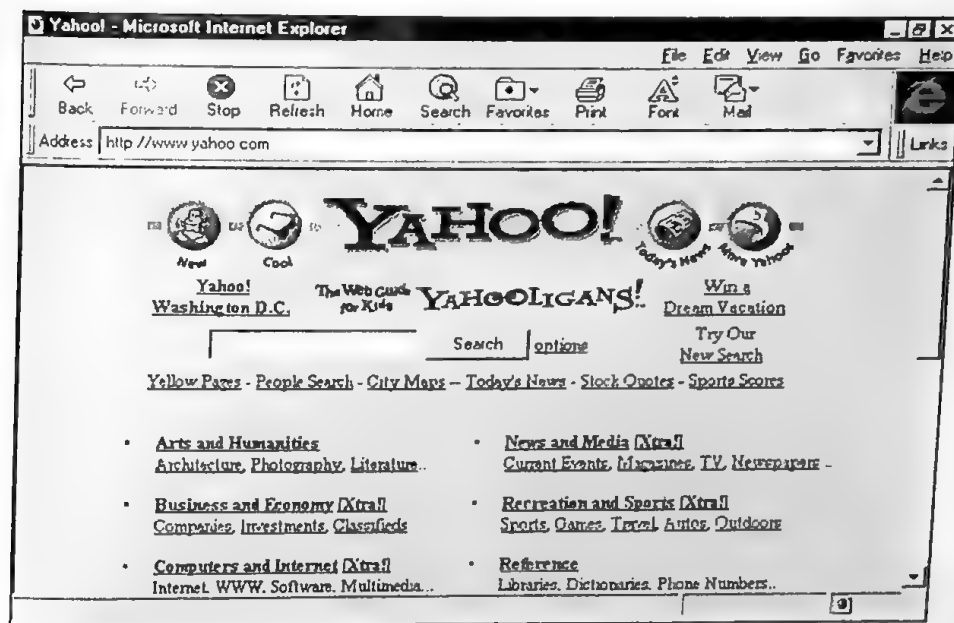 Yahoo! - Microsoft Internet Explorer
File Edit View Go Favorites Help
Back Forward Stop Refresh Home Search Favorites Print Font Mail
Address http://www.yahoo.com Links
YAHOO!
New Cool Today's News More Yahoos
Yahoo! Washington D.C.
The Web Guide for Kids YAHOOLIGANS!
Win a Dream Vacation
Search options
Try Our New Search
Yellow Pages - People Search - City Maps -- Today's News - Stock Quotes - Sports Scores
• Arts and Humanities
Architecture, Photography, Literature..
• News and Media [Xtra!]
Current Events, Magazines, TV, Newspapers ..
• Business and Economy [Xtra!]
Companies, Investments, Classifieds
• Recreation and Sports [Xtra!]
Sports, Games, Travel, Autos, Outdoors
• Computers and Internet [Xtra!]
Internet, WWW, Software, Multimedia...
• Reference
Libraries, Dictionaries, Phone Numbers..